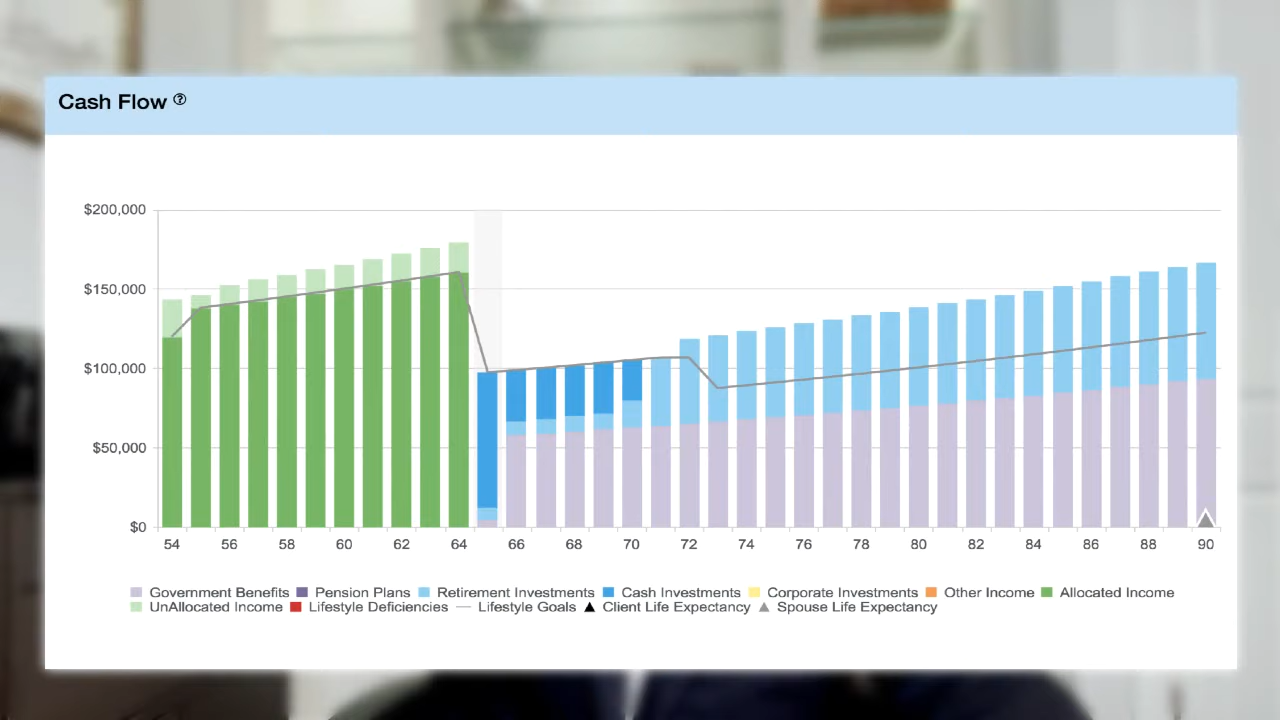 Cash Flow ?
$200,000
$150,000
$100,000
$50,000
$0
54 56 58 60 62 64 66 68 70 72 74 76 78 80 82 84 86 88 90
Government Benefits Pension Plans Retirement Investments Cash Investments Corporate Investments Other Income Allocated Income
UnAllocated Income Lifestyle Deficiencies Lifestyle Goals Client Life Expectancy Spouse Life Expectancy